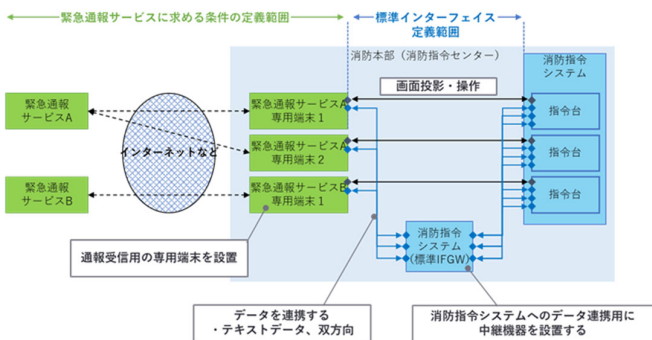 緊急通報サービスに求める条件の定義範囲
標準インターフェイス
定義範囲
消防本部（消防指令センター）
消防指令
システム
緊急通報
サービスA
インターネットなど
緊急通報サービスA
専用端末1
画面投影・操作
指令台
緊急通報サービスA
専用端末2
指令台
緊急通報
サービスB
緊急通報サービスB
専用端末1
指令台
消防指令
システム
(標準IFGW)
通報受信用の専用端末を設置
データを連携する
・テキストデータ、双方向
消防指令システムへのデータ連携用に
中継機器を設置する